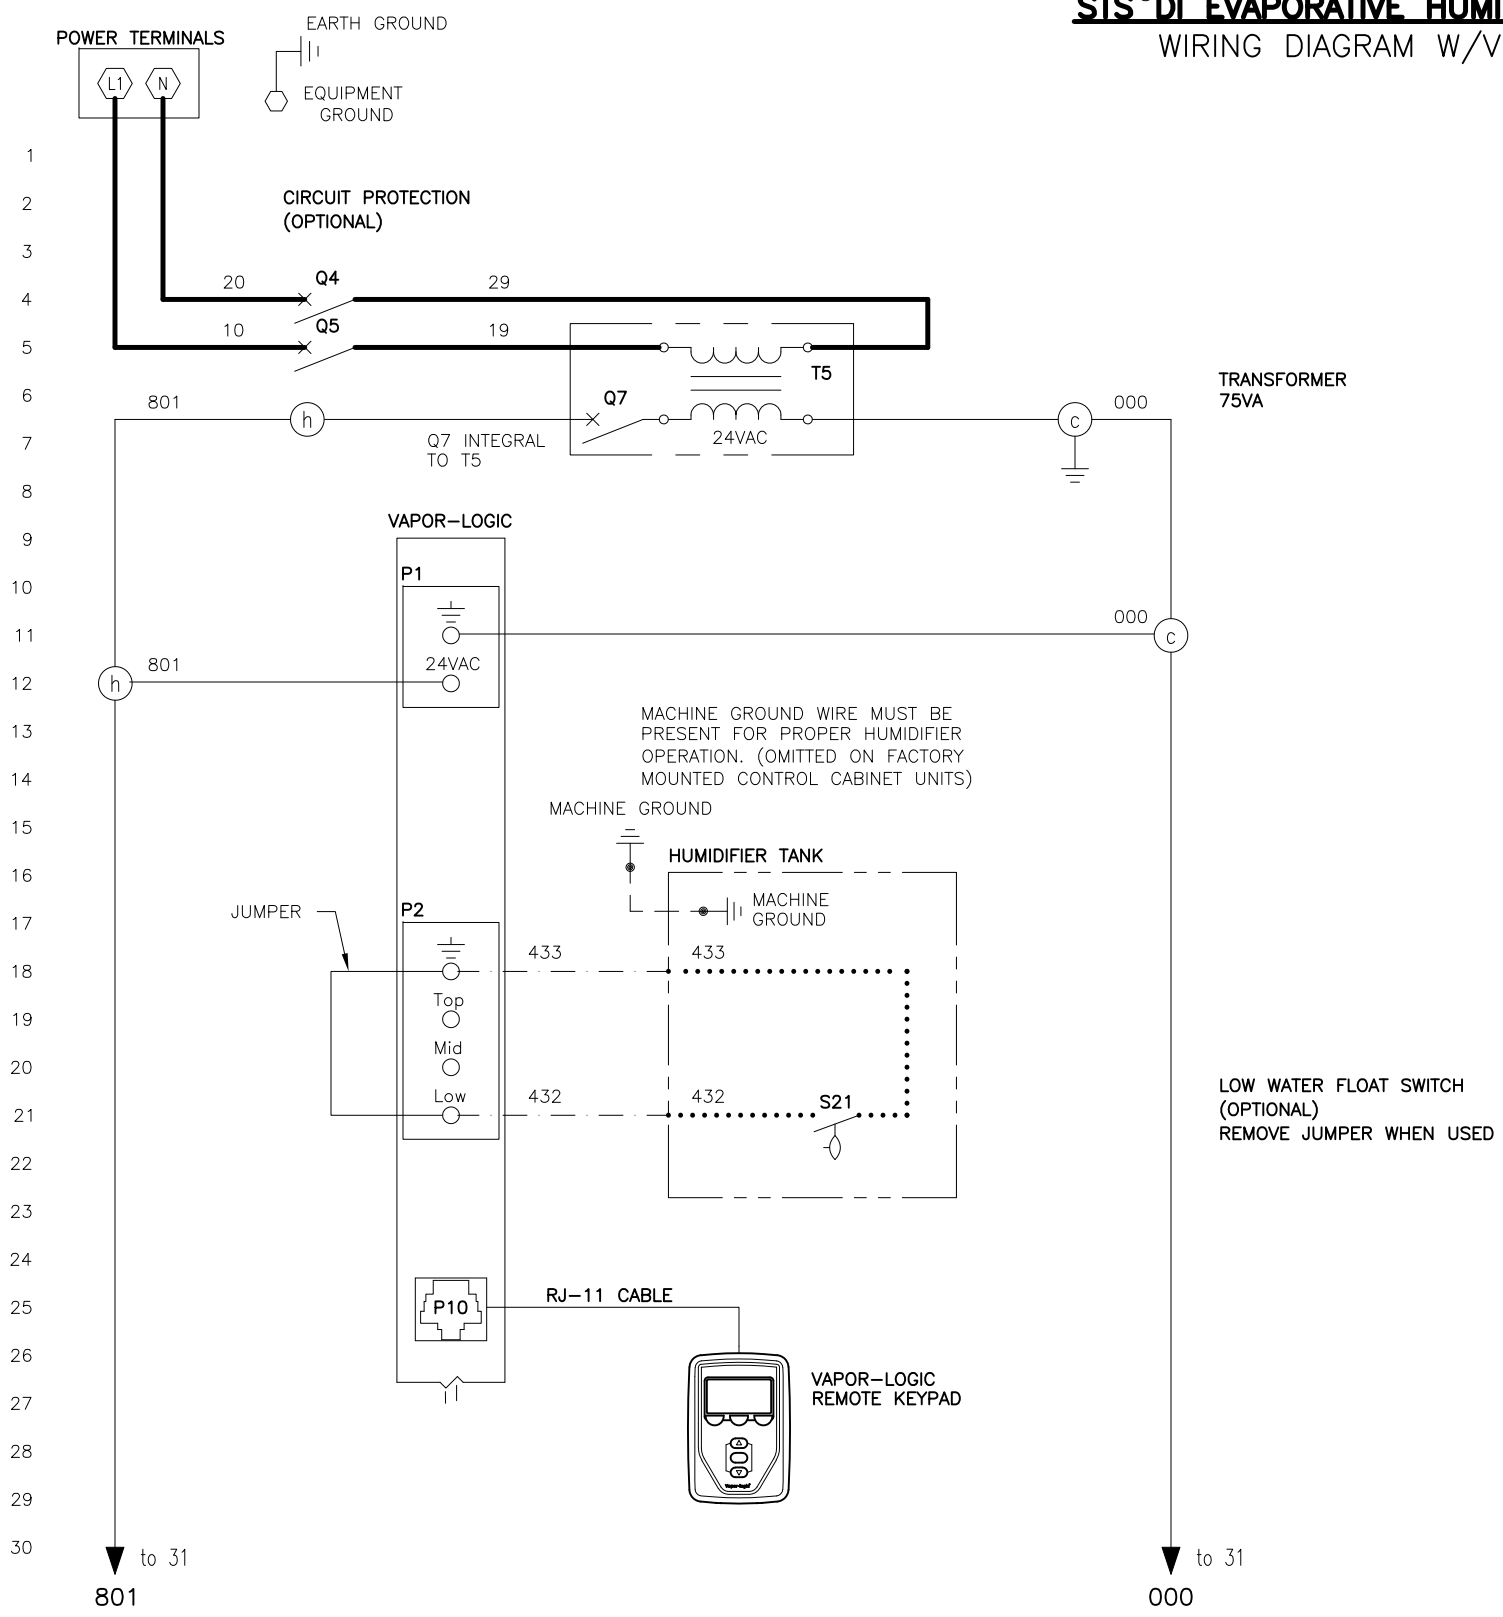 STS DI EVAPORATIVE HUMI
WIRING DIAGRAM W/V
POWER TERMINALS
L1 N
EARTH GROUND
EQUIPMENT
GROUND
1
2
CIRCUIT PROTECTION
(OPTIONAL)
3
4
20 Q4 29
5
10 Q5 19
T5
6
TRANSFORMER
75VA
801 h Q7 c 000
24VAC
7
Q7 INTEGRAL
TO T5
8
VAPOR-LOGIC
9
10
P1
11
000 c
24VAC
12
h 801
13
MACHINE GROUND WIRE MUST BE
PRESENT FOR PROPER HUMIDIFIER
OPERATION. (OMITTED ON FACTORY
MOUNTED CONTROL CABINET UNITS)
14
MACHINE GROUND
15
HUMIDIFIER TANK
16
MACHINE
GROUND
17
JUMPER
P2
433 433
18
Top
19
Mid
20
Low
432 432
S21
21
LOW WATER FLOAT SWITCH
(OPTIONAL)
REMOVE JUMPER WHEN USED
22
23
24
25
P10
RJ-11 CABLE
26
VAPOR-LOGIC
REMOTE KEYPAD
27
28
Vapor-logic
29
30
to 31
801
to 31
000